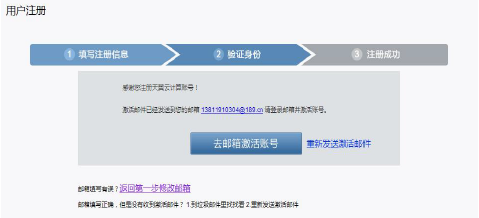 用户注册
1 填写注册信息
2 验证身份
3 注册成功
感谢您注册天翼云计算账号！
激活邮件已经发送到您的邮箱 13811910304@189.cn 请登录邮箱并激活账号。
去邮箱激活账号 重新发送激活邮件
邮箱填写有误？返回第一步修改邮箱
邮箱填写正确，但是没有收到激活邮件？ 1.到垃圾邮件里找找看 2.重新发送激活邮件